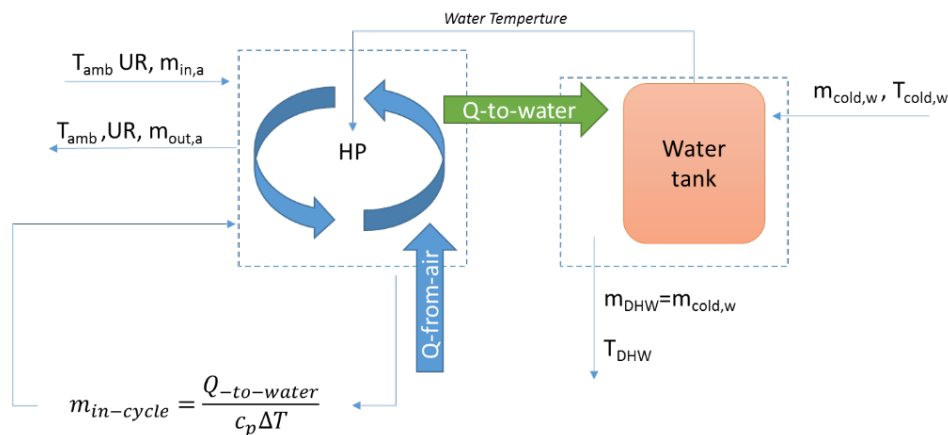 Water Temperture
T_amb UR, m_in,a
T_amb ,UR, m_out,a
HP
Q-to-water
Water
tank
m_cold,w , T_cold,w
Q-from-air
m_DHW=m_cold,w
T_DHW
m_in−cycle = Q_−to−water / c_p ΔT